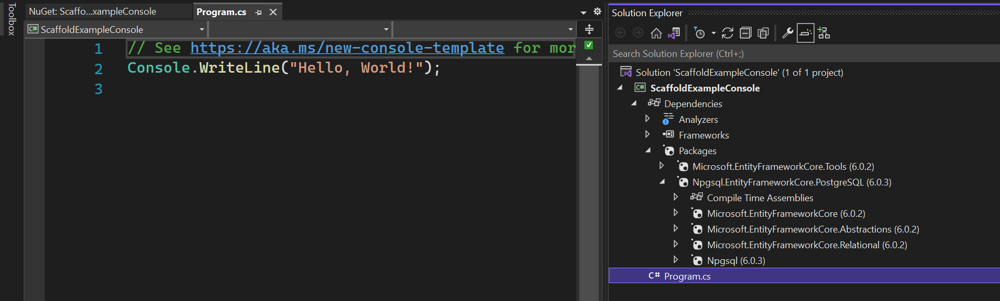 Toolbox
NuGet: Scaffo...xampleConsole
Program.cs
C# ScaffoldExampleConsole
1 // See https://aka.ms/new-console-template for mor
2 Console.WriteLine("Hello, World!");
3
Solution Explorer
Search Solution Explorer (Ctrl+;)
Solution 'ScaffoldExampleConsole' (1 of 1 project)
C# ScaffoldExampleConsole
Dependencies
Analyzers
Frameworks
Packages
Microsoft.EntityFrameworkCore.Tools (6.0.2)
Npgsql.EntityFrameworkCore.PostgreSQL (6.0.3)
Compile Time Assemblies
Microsoft.EntityFrameworkCore (6.0.2)
Microsoft.EntityFrameworkCore.Abstractions (6.0.2)
Microsoft.EntityFrameworkCore.Relational (6.0.2)
Npgsql (6.0.3)
C# Program.cs